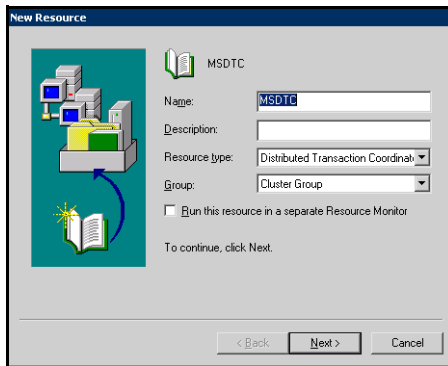 New Resource
MSDTC
Name: MSDTC
Description:
Resource type: Distributed Transaction Coordinat
Group: Cluster Group
Run this resource in a separate Resource Monitor
To continue, click Next.
< Back Next > Cancel